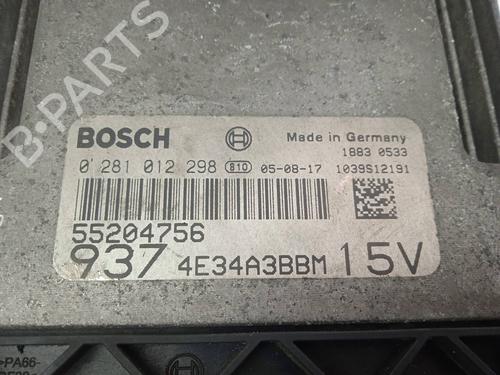 B-PARTS
BOSCH
Made in Germany
1883 0533
0 281 012 298 810 05-08-17 1039S12191
55204756
937 4E34A3BBM 15V
>PA66-